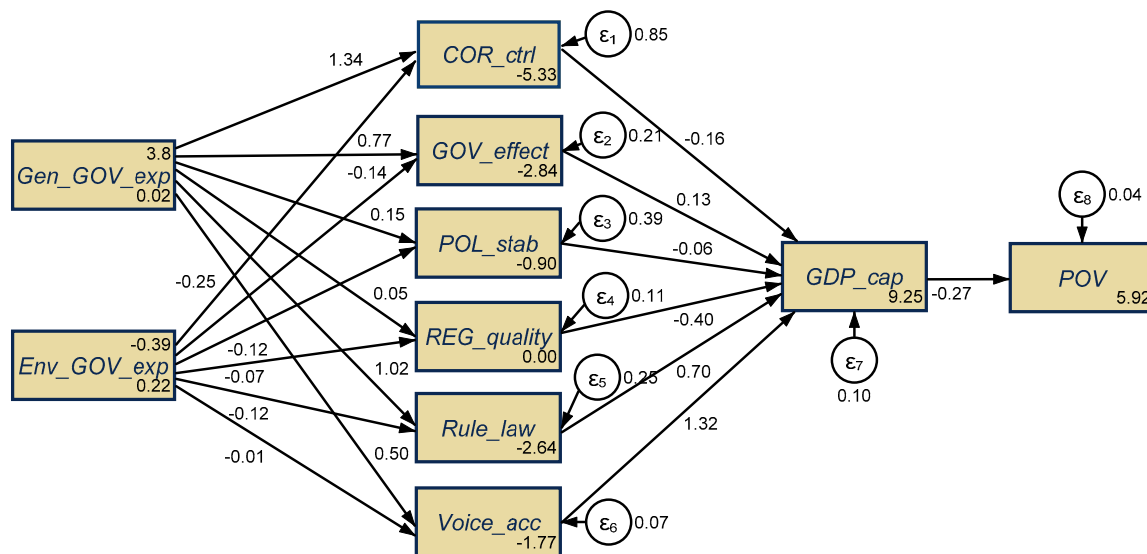 ε₁ 0.85
1.34
COR_ctrl
-5.33
ε₂ 0.21
-0.16
0.77
3.8
Gen_GOV_exp
0.02
GOV_effect
-2.84
-0.14
0.13
ε₃ 0.39
ε₈ 0.04
0.15
POL_stab
-0.90
-0.06
GDP_cap
9.25
-0.27
POV
5.92
-0.25
0.05
ε₄ 0.11
-0.40
-0.39
Env_GOV_exp
0.22
-0.12
REG_quality
0.00
ε₇
0.10
-0.07
1.02
ε₅ 0.25
0.70
-0.12
Rule_law
-2.64
1.32
-0.01
0.50
Voice_acc
-1.77
ε₆ 0.07